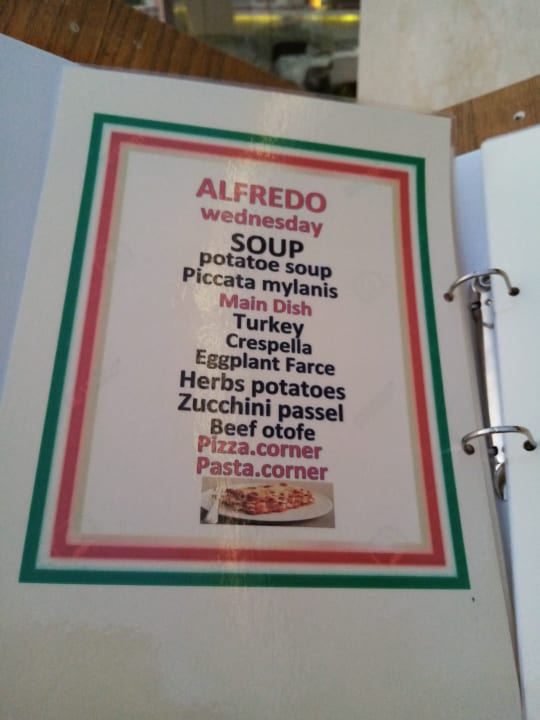 ALFREDO
wednesday
SOUP
potatoe soup
Piccata mylanis
Main Dish
Turkey
Crespella
Eggplant Farce
Herbs potatoes
Zucchini passel
Beef otofe
Pizza.corner
Pasta.corner